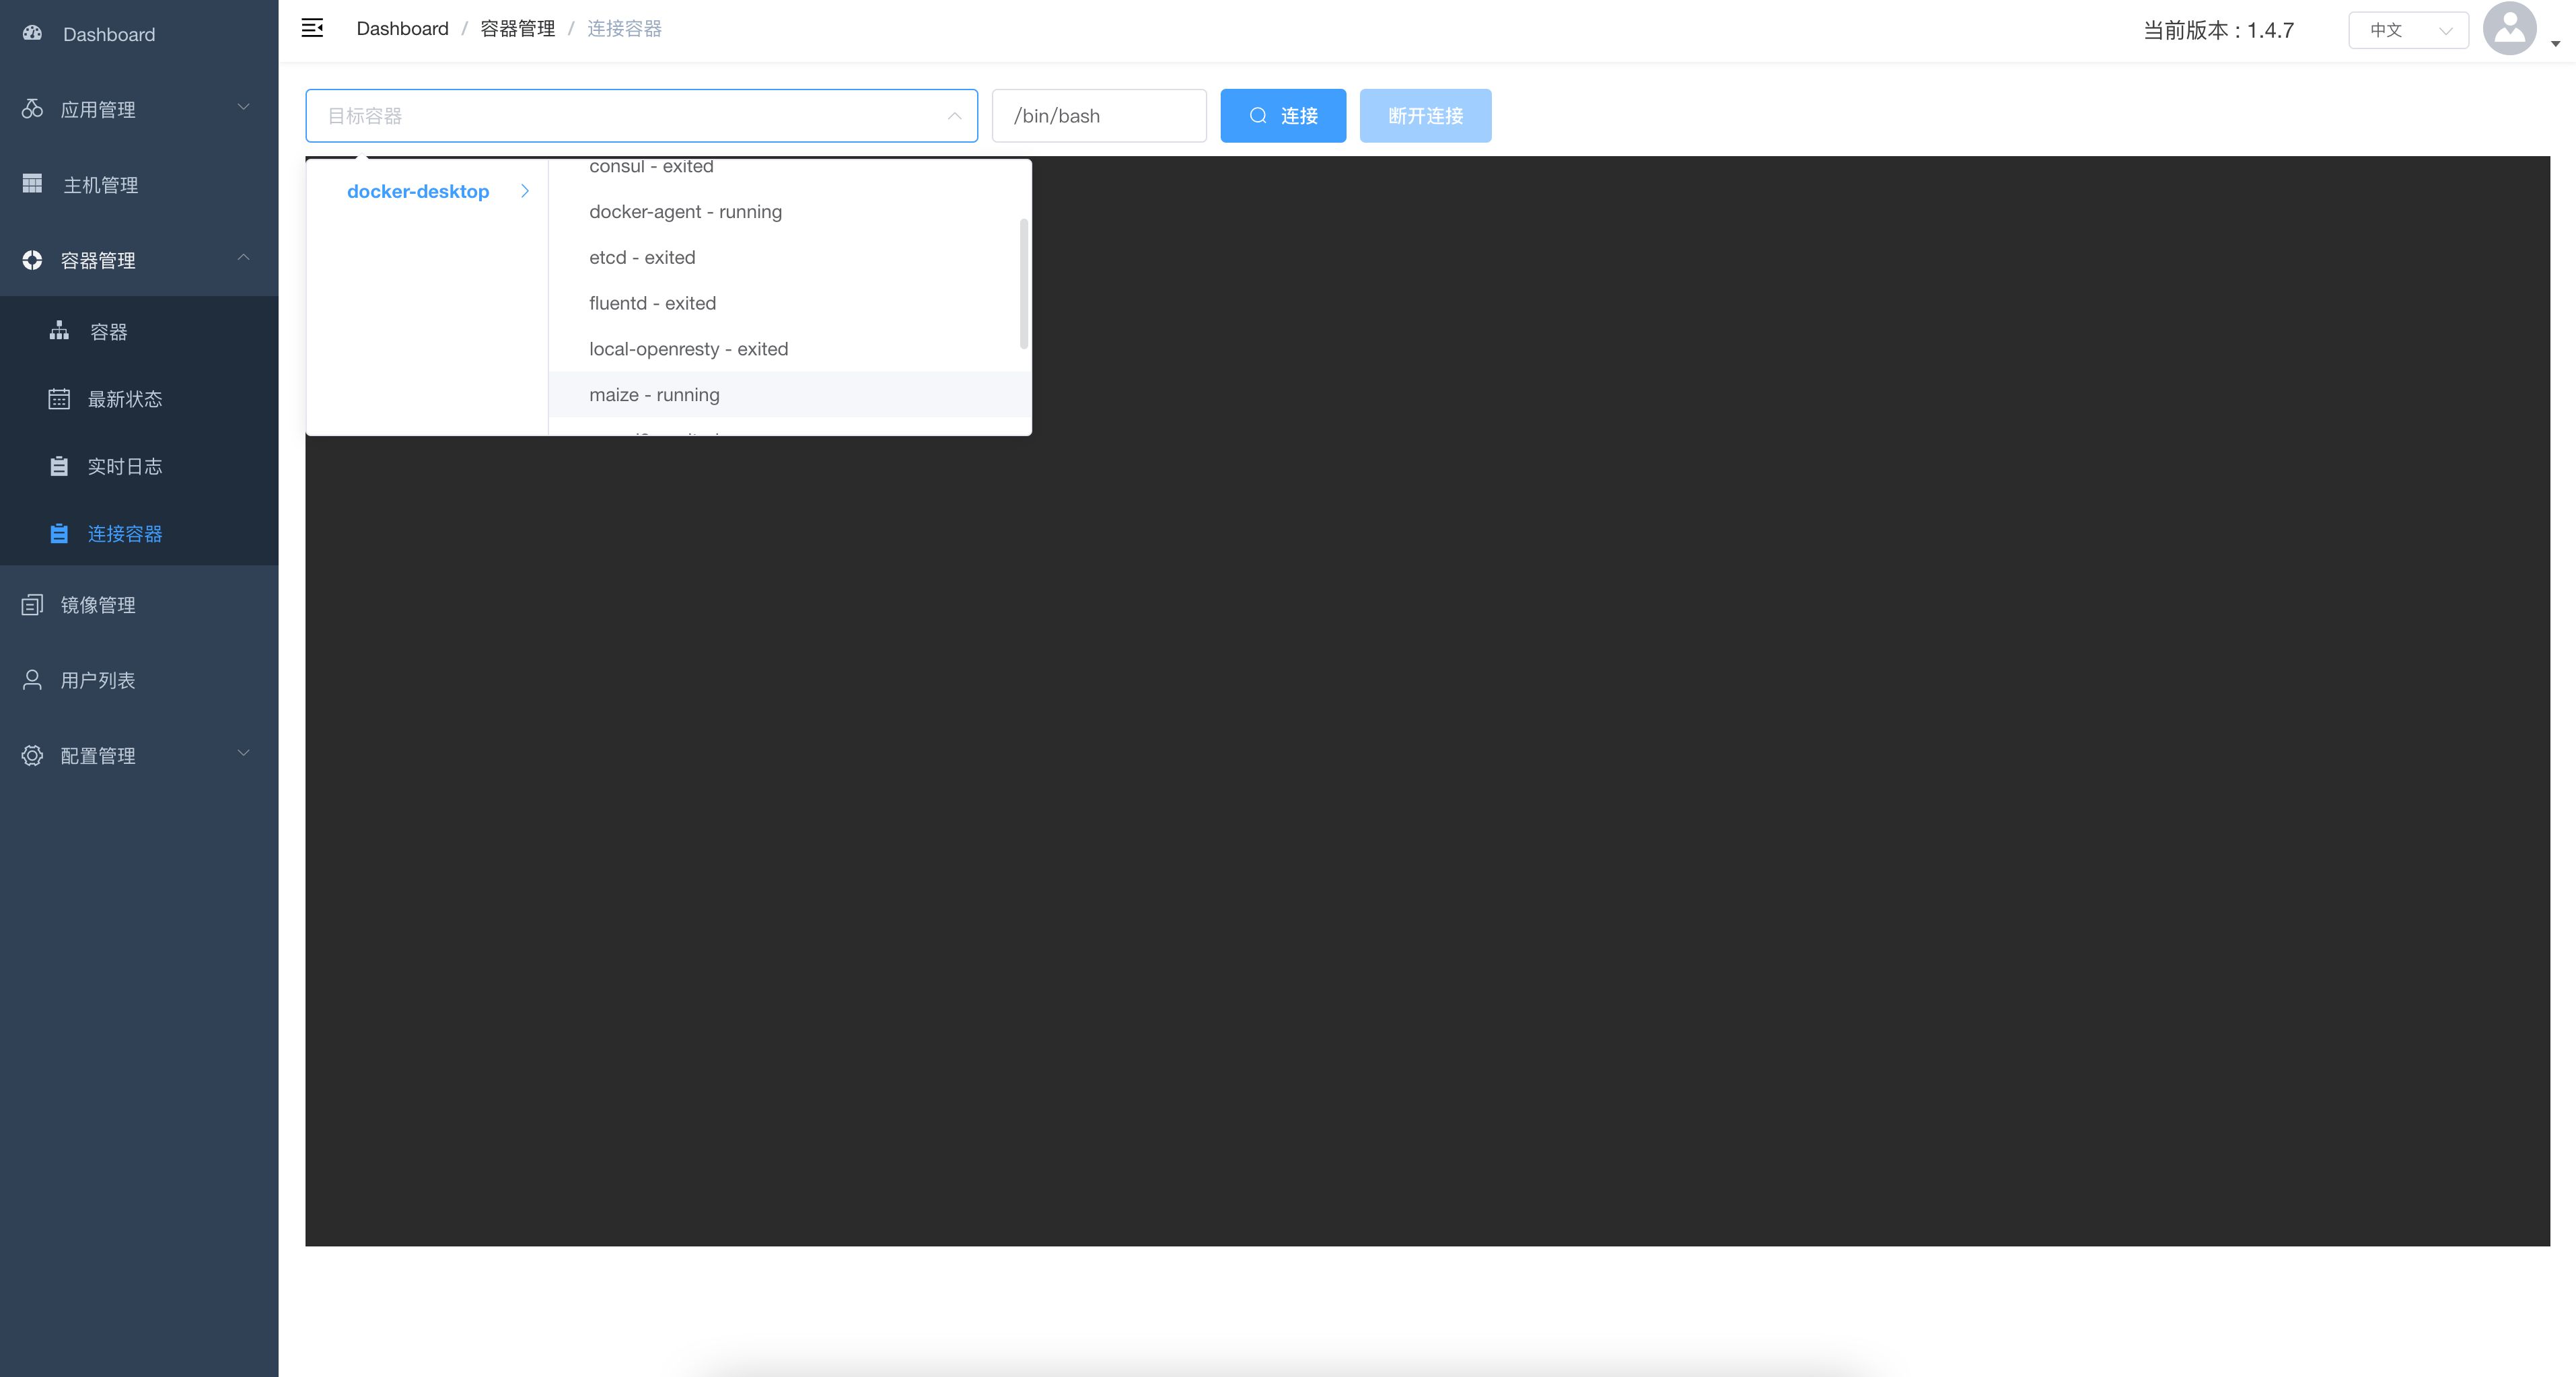 Dashboard
应用管理
主机管理
容器管理
容器
最新状态
实时日志
连接容器
镜像管理
用户列表
配置管理
Dashboard / 容器管理 / 连接容器
当前版本 : 1.4.7
中文
目标容器
/bin/bash
连接
断开连接
docker-desktop
consul - exited
docker-agent - running
etcd - exited
fluentd - exited
local-openresty - exited
maize - running